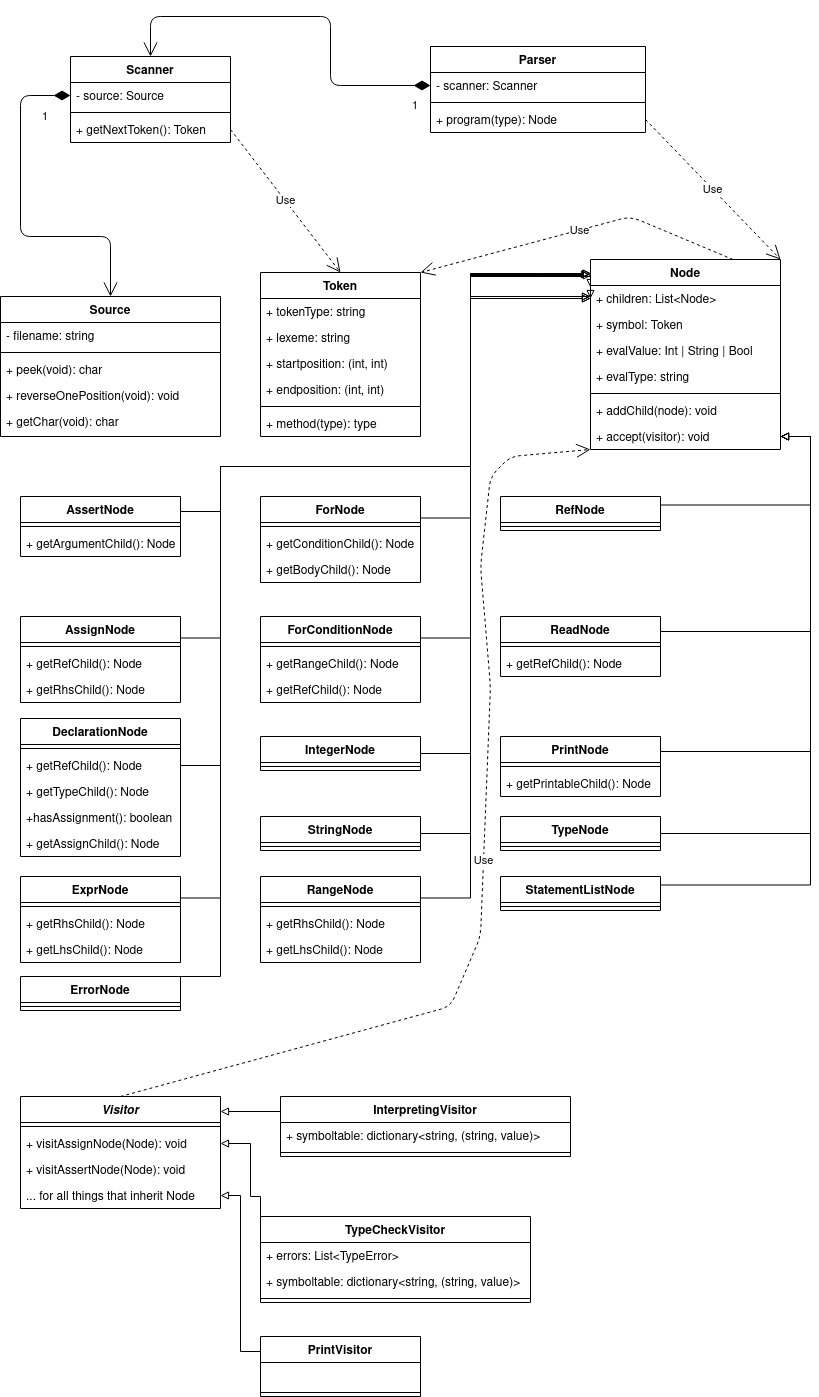 Scanner
- source: Source
+ getNextToken(): Token
1
Parser
- scanner: Scanner
+ program(type): Node
1
Use
Use
Use
Source
- filename: string
+ peek(void): char
+ reverseOnePosition(void): void
+ getChar(void): char
Token
+ tokenType: string
+ lexeme: string
+ startposition: (int, int)
+ endposition: (int, int)
+ method(type): type
Node
+ children: List<Node>
+ symbol: Token
+ evalValue: Int | String | Bool
+ evalType: string
+ addChild(node): void
+ accept(visitor): void
AssertNode
+ getArgumentChild(): Node
ForNode
+ getConditionChild(): Node
+ getBodyChild(): Node
RefNode
AssignNode
+ getRefChild(): Node
+ getRhsChild(): Node
ForConditionNode
+ getRangeChild(): Node
+ getRefChild(): Node
ReadNode
+ getRefChild(): Node
DeclarationNode
+ getRefChild(): Node
+ getTypeChild(): Node
+hasAssignment(): boolean
+ getAssignChild(): Node
IntegerNode
PrintNode
+ getPrintableChild(): Node
StringNode
TypeNode
Use
ExprNode
+ getRhsChild(): Node
+ getLhsChild(): Node
RangeNode
+ getRhsChild(): Node
+ getLhsChild(): Node
StatementListNode
ErrorNode
Visitor
+ visitAssignNode(Node): void
+ visitAssertNode(Node): void
... for all things that inherit Node
InterpretingVisitor
+ symboltable: dictionary<string, (string, value)>
TypeCheckVisitor
+ errors: List<TypeError>
+ symboltable: dictionary<string, (string, value)>
PrintVisitor